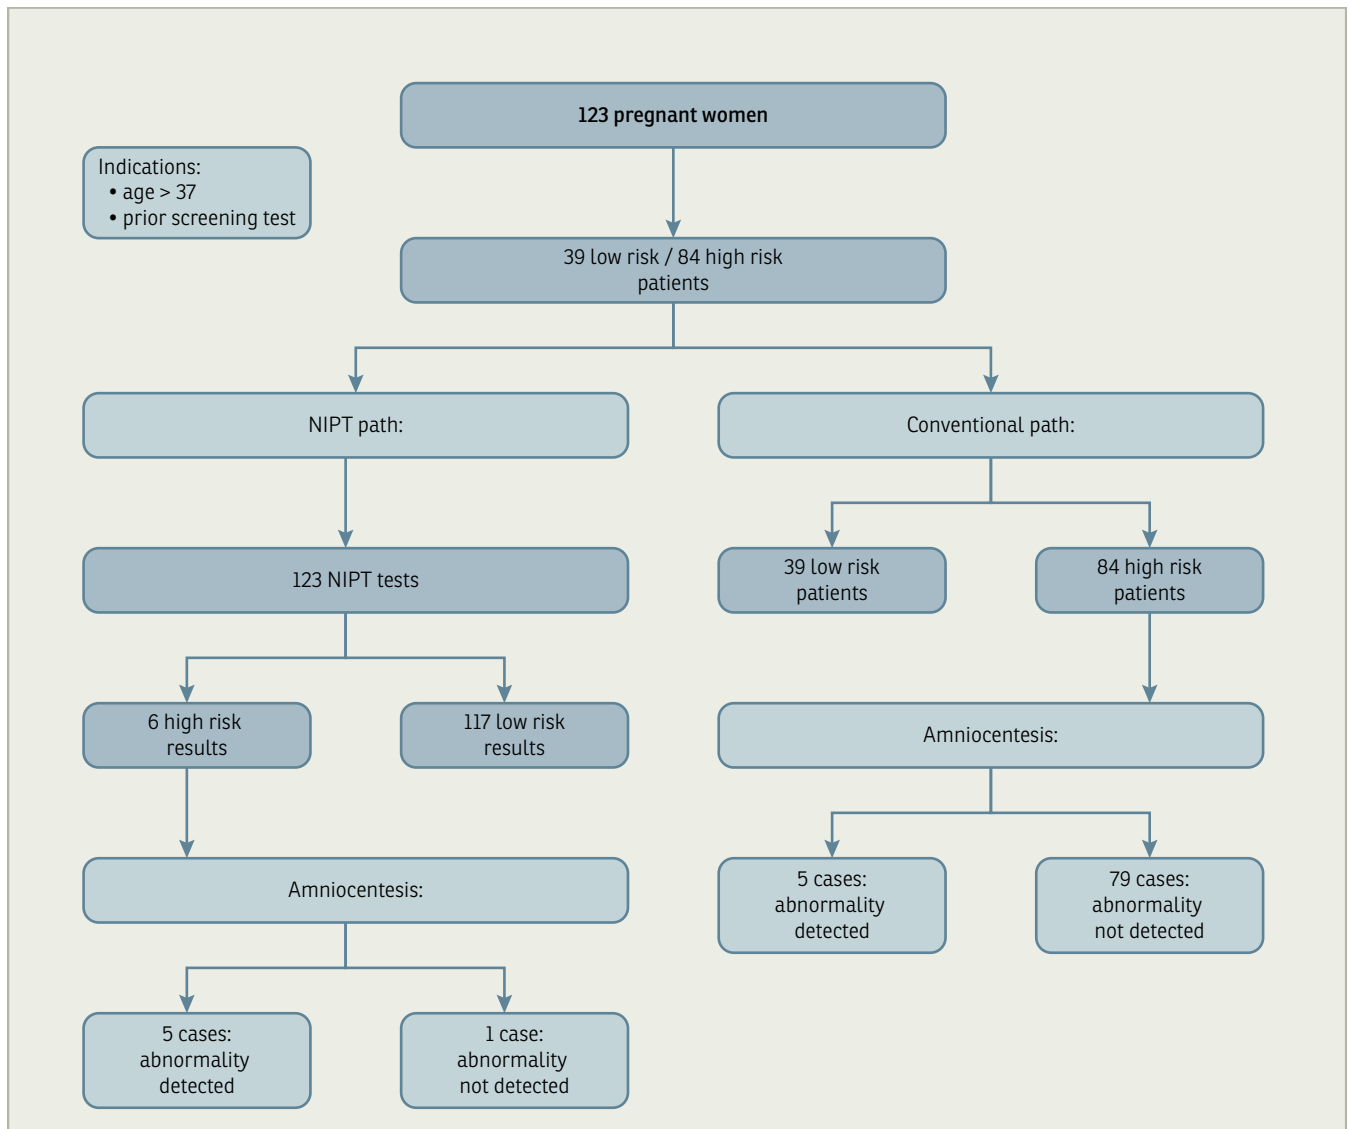 123 pregnant women
Indications:
• age > 37
• prior screening test
39 low risk / 84 high risk
patients
NIPT path:
Conventional path:
123 NIPT tests
39 low risk
patients
84 high risk
patients
6 high risk
results
117 low risk
results
Amniocentesis:
Amniocentesis:
5 cases:
abnormality
detected
79 cases:
abnormality
not detected
5 cases:
abnormality
detected
1 case:
abnormality
not detected